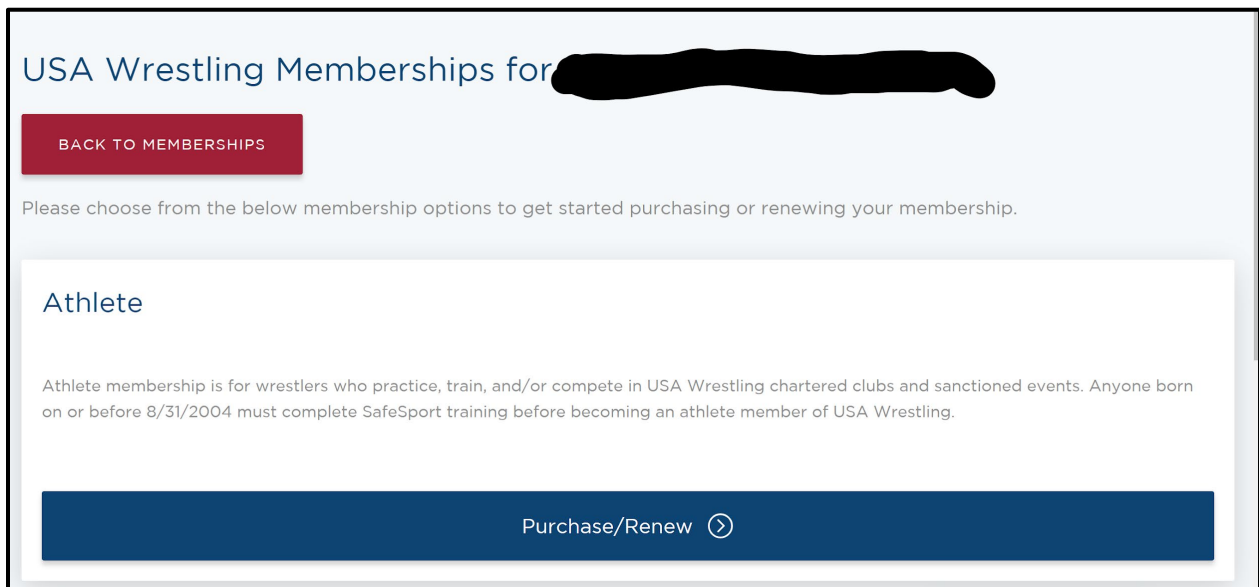 USA Wrestling Memberships for
BACK TO MEMBERSHIPS
Please choose from the below membership options to get started purchasing or renewing your membership.
Athlete
Athlete membership is for wrestlers who practice, train, and/or compete in USA Wrestling chartered clubs and sanctioned events. Anyone born
on or before 8/31/2004 must complete SafeSport training before becoming an athlete member of USA Wrestling.
Purchase/Renew